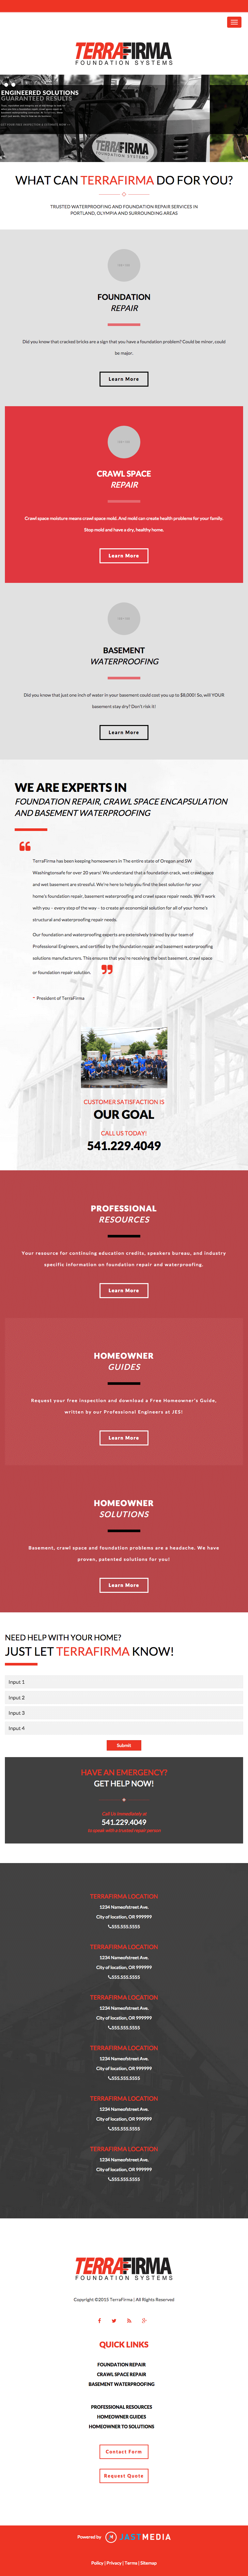 TERRAFIRMA
FOUNDATION SYSTEMS
ENGINEERED SOLUTIONS
GUARANTEED RESULTS
TERRAFIRMA
FOUNDATION SYSTEMS
WHAT CAN TERRAFIRMA DO FOR YOU?
TRUSTED WATERPROOFING AND FOUNDATION REPAIR SERVICES IN
PORTLAND, OLYMPIA AND SURROUNDING AREAS
FOUNDATION
REPAIR
Did you know that cracked bricks are a sign that you have a foundation problem? Could be minor, could
be major.
Learn More
CRAWL SPACE
REPAIR
Crawl space moisture means crawl space mold. And mold can create health problems for your family.
Stop mold and have a dry, healthy home.
Learn More
BASEMENT
WATERPROOFING
Did you know that just one inch of water in your basement could cost you up to $8,000! So, will YOUR
basement stay dry? Don't risk it!
Learn More
WE ARE EXPERTS IN
FOUNDATION REPAIR, CRAWL SPACE ENCAPSULATION
AND BASEMENT WATERPROOFING
TerraFirma has been keeping homeowners in The entire state of Oregan and SW
Washingtonsafe for over 20 years! We understand that a foundation crack, wet crawl space
and wet basement are stressful. We're here to help you find the best solution for your
home's foundation repair, basement waterproofing and crawl space repair needs. We'll work
with you – every step of the way – to create an economical solution for all of your home's
structural and waterproofing repair needs.
Our foundation and waterproofing experts are extensively trained by our team of
Professional Engineers, and certified by the foundation repair and basement waterproofing
solutions manufacturers. This ensures that you're receiving the best basement, crawl space
or foundation repair solution.
~ President of TerraFirma
CUSTOMER SATISFACTION IS
OUR GOAL
CALL US TODAY!
541.229.4049
PROFESSIONAL
RESOURCES
Your resource for continuing education credits, speakers bureau, and industry
specific information on foundation repair and waterproofing.
Learn More
HOMEOWNER
GUIDES
Request your free inspection and download a Free Homeowner's Guide,
written by our Professional Engineers at JES!
Learn More
HOMEOWNER
SOLUTIONS
Basement, crawl space and foundation problems are a headache. We have
proven, patented solutions for you!
Learn More
NEED HELP WITH YOUR HOME?
JUST LET TERRAFIRMA KNOW!
Input 1
Input 2
Input 3
Input 4
Submit
HAVE AN EMERGENCY?
GET HELP NOW!
Call Us Immediately at
541.229.4049
to speak with a trusted repair person
TERRAFIRMA LOCATION
1234 Nameofstreet Ave.
City of location, OR 999999
555.555.5555
TERRAFIRMA LOCATION
1234 Nameofstreet Ave.
City of location, OR 999999
555.555.5555
TERRAFIRMA LOCATION
1234 Nameofstreet Ave.
City of location, OR 999999
555.555.5555
TERRAFIRMA LOCATION
1234 Nameofstreet Ave.
City of location, OR 999999
555.555.5555
TERRAFIRMA LOCATION
1234 Nameofstreet Ave.
City of location, OR 999999
555.555.5555
TERRAFIRMA LOCATION
1234 Nameofstreet Ave.
City of location, OR 999999
555.555.5555
TERRAFIRMA
FOUNDATION SYSTEMS
Copyright ©2015 TerraFirma | All Rights Reserved
QUICK LINKS
FOUNDATION REPAIR
CRAWL SPACE REPAIR
BASEMENT WATERPROOFING
PROFESSIONAL RESOURCES
HOMEOWNER GUIDES
HOMEOWNER TO SOLUTIONS
Contact Form
Request Quote
Powered by JASTMEDIA
Policy | Privacy | Terms | Sitemap